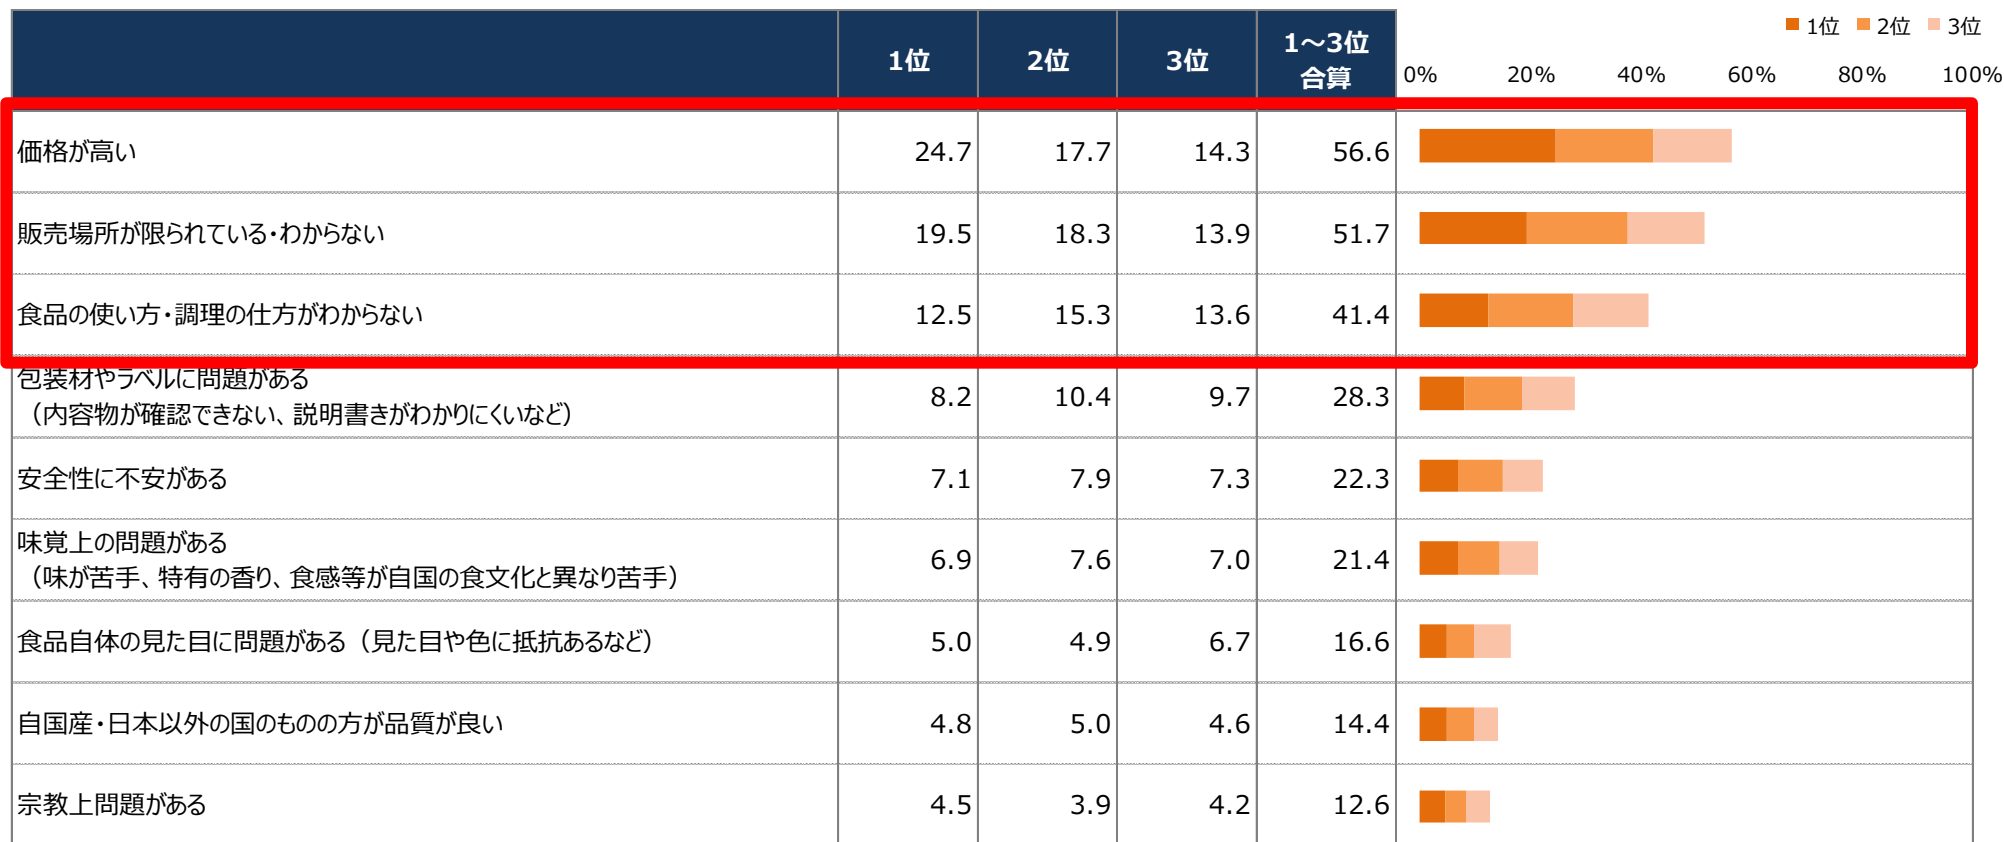 ■ 1位 ■ 2位 ■ 3位
1位 2位 3位 1～3位
合算
0% 20% 40% 60% 80% 100%
価格が高い 24.7 17.7 14.3 56.6
販売場所が限られている・わからない 19.5 18.3 13.9 51.7
食品の使い方・調理の仕方がわからない 12.5 15.3 13.6 41.4
包装材やラベルに問題がある
（内容物が確認できない、説明書きがわかりにくいなど） 8.2 10.4 9.7 28.3
安全性に不安がある 7.1 7.9 7.3 22.3
味覚上の問題がある
（味が苦手、特有の香り、食感等が自国の食文化と異なり苦手） 6.9 7.6 7.0 21.4
食品自体の見た目に問題がある（見た目や色に抵抗あるなど） 5.0 4.9 6.7 16.6
自国産・日本以外の国のものの方が品質が良い 4.8 5.0 4.6 14.4
宗教上問題がある 4.5 3.9 4.2 12.6